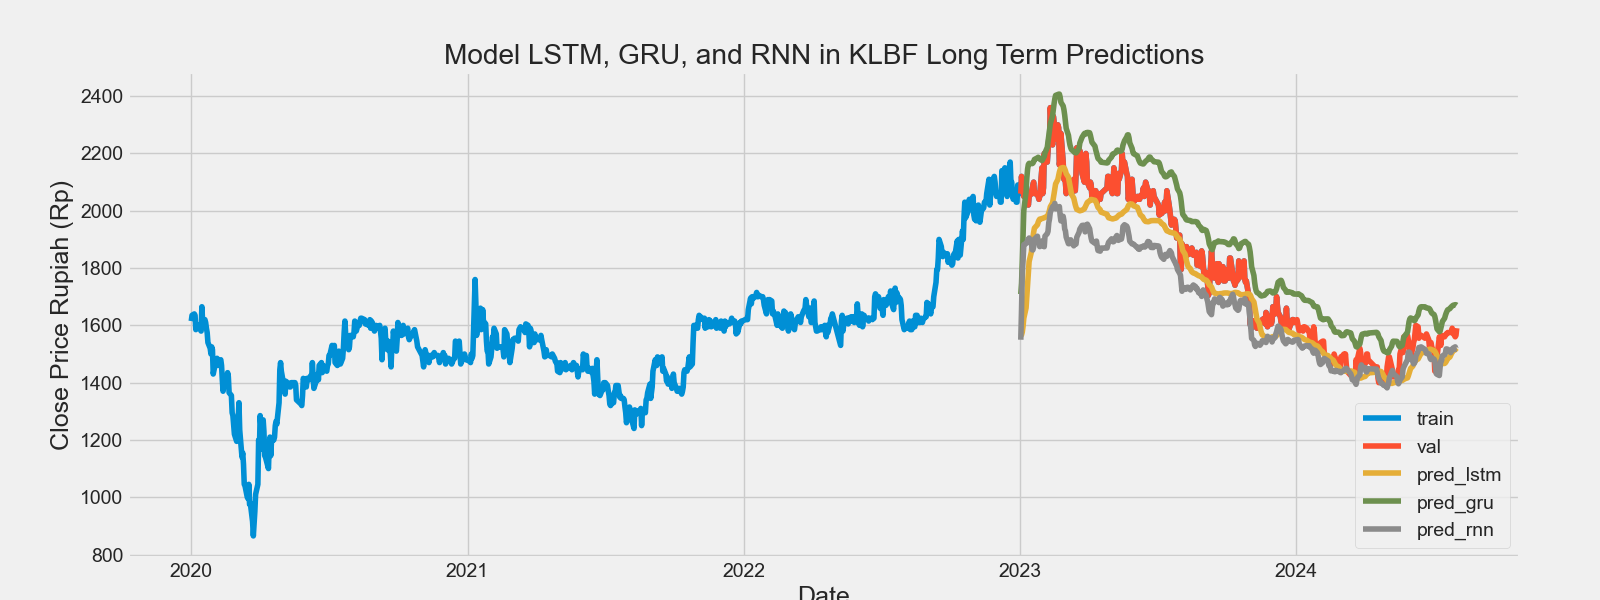 Model LSTM, GRU, and RNN in KLBF Long Term Predictions
Close Price Rupiah (Rp)
2400
2200
2000
1800
1600
1400
1200
1000
800
2020
2021
2022
2023
2024
Date
train
val
pred_lstm
pred_gru
pred_rnn